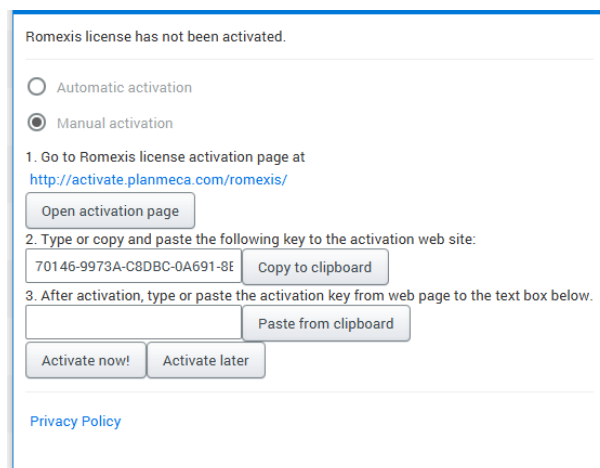 Romexis license has not been activated.
Automatic activation
Manual activation
1. Go to Romexis license activation page at
http://activate.planmeca.com/romexis/
Open activation page
2. Type or copy and paste the following key to the activation web site:
70146-9973A-C8DBC-0A691-8E Copy to clipboard
3. After activation, type or paste the activation key from web page to the text box below.
Paste from clipboard
Activate now! Activate later
Privacy Policy